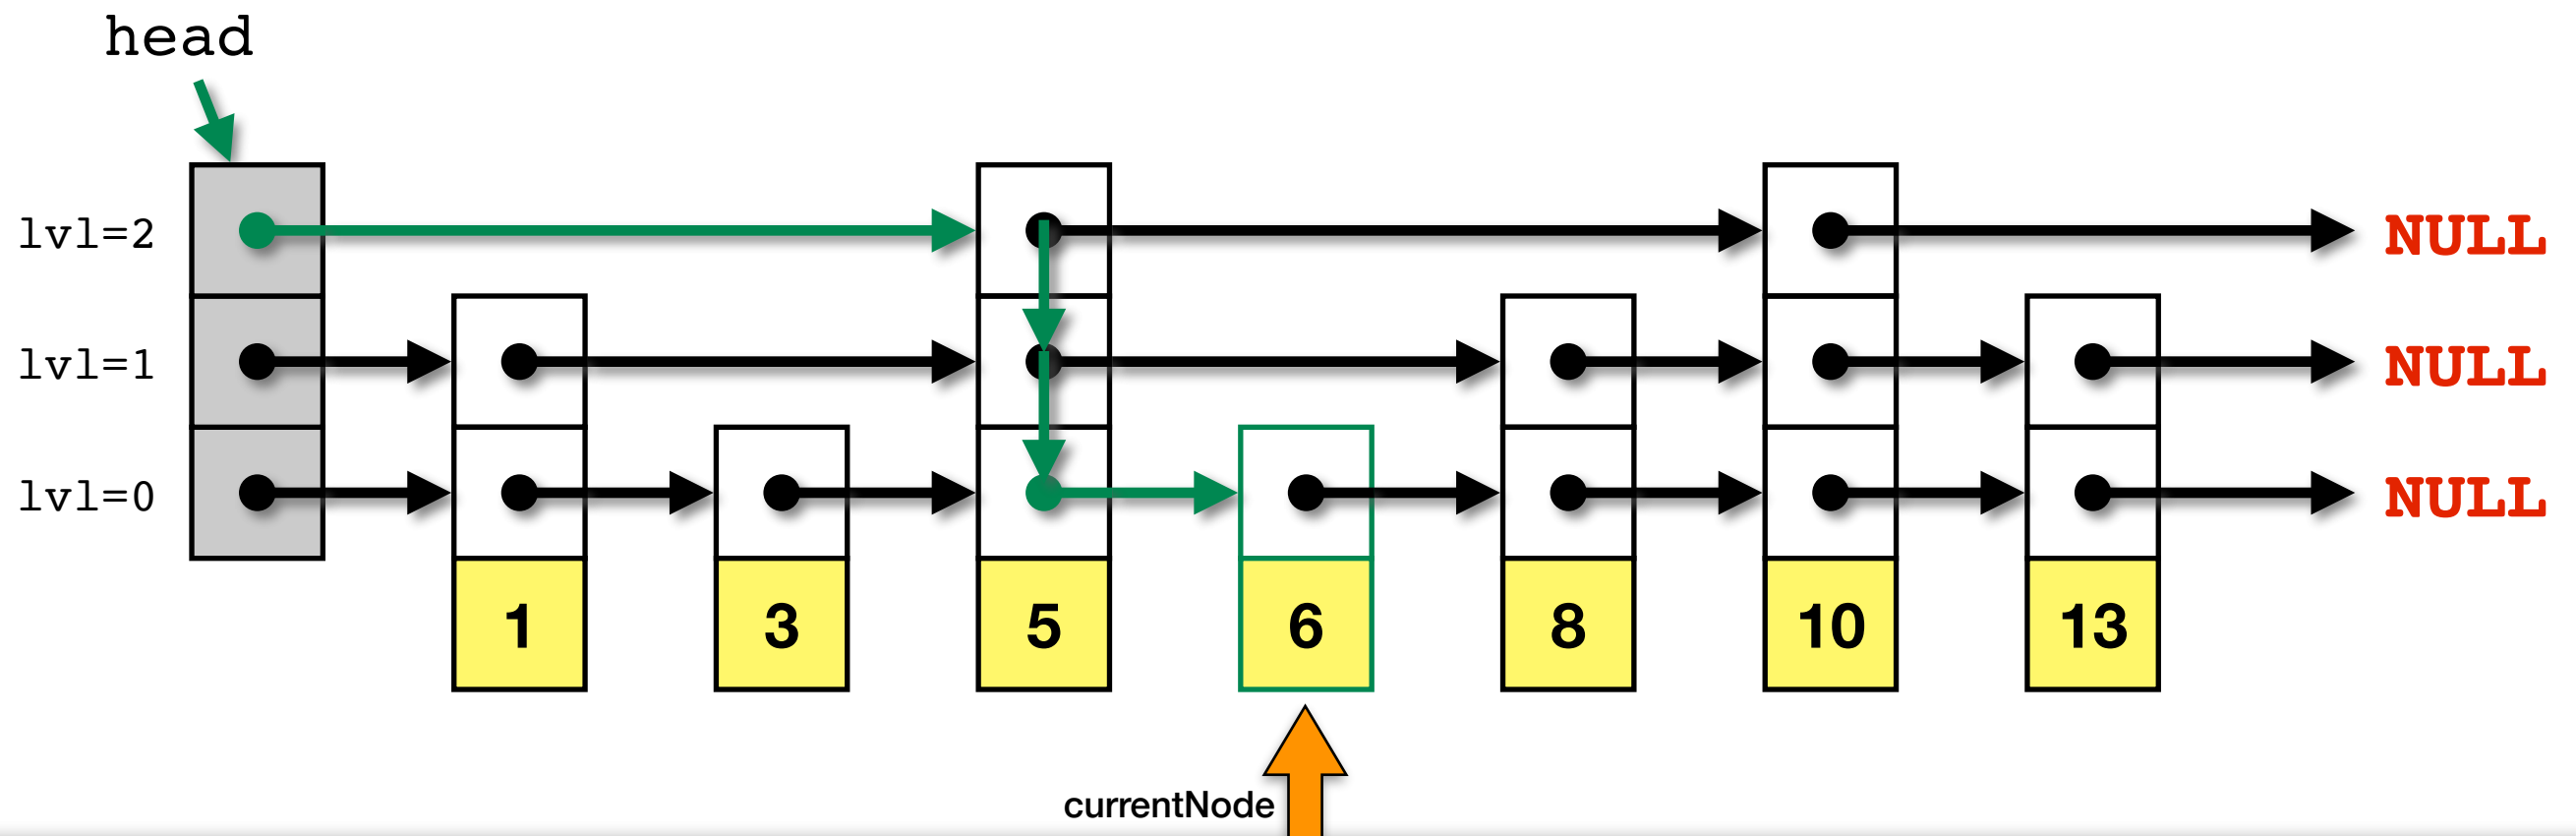 head
lvl=2 NULL
lvl=1 NULL
lvl=0 NULL
1 3 5 6 8 10 13
currentNode